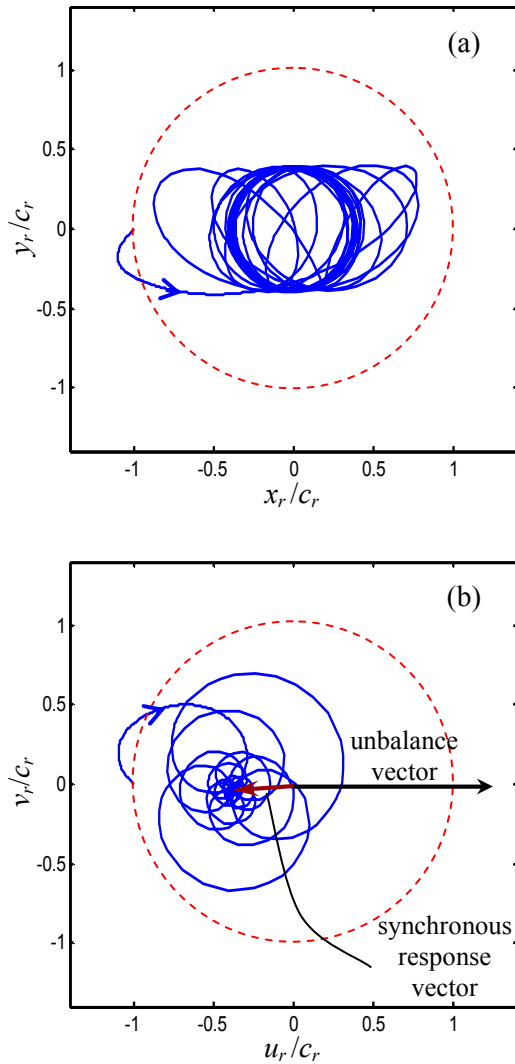 (a)
1
0.5
0
-0.5
-1
y_r/c_r
-1 -0.5 0 0.5 1
x_r/c_r
(b)
1
0.5
unbalance
vector
0
-0.5
-1
v_r/c_r
synchronous
response
vector
-1 -0.5 0 0.5 1
u_r/c_r